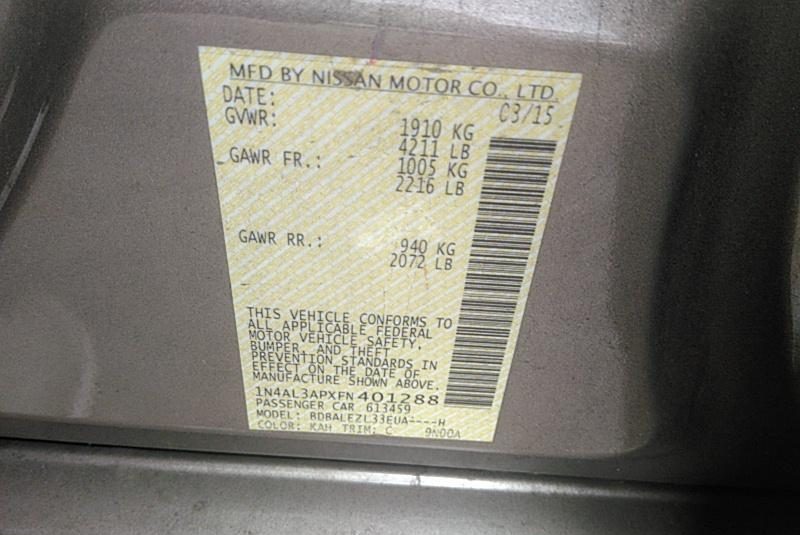 MFD BY NISSAN MOTOR CO., LTD.
DATE: 03/15
GVWR: 1910 KG
4211 LB
GAWR FR.: 1005 KG
2216 LB
GAWR RR.: 940 KG
2072 LB
THIS VEHICLE CONFORMS TO
ALL APPLICABLE FEDERAL
MOTOR VEHICLE SAFETY,
BUMPER, AND THEFT
PREVENTION STANDARDS IN
EFFECT ON THE DATE OF
MANUFACTURE SHOWN ABOVE.
1N4AL3APXFN401288
PASSENGER CAR 613459
MODEL: BDBALEZL33EUA----H
COLOR: KAH TRIM: C 9N00A